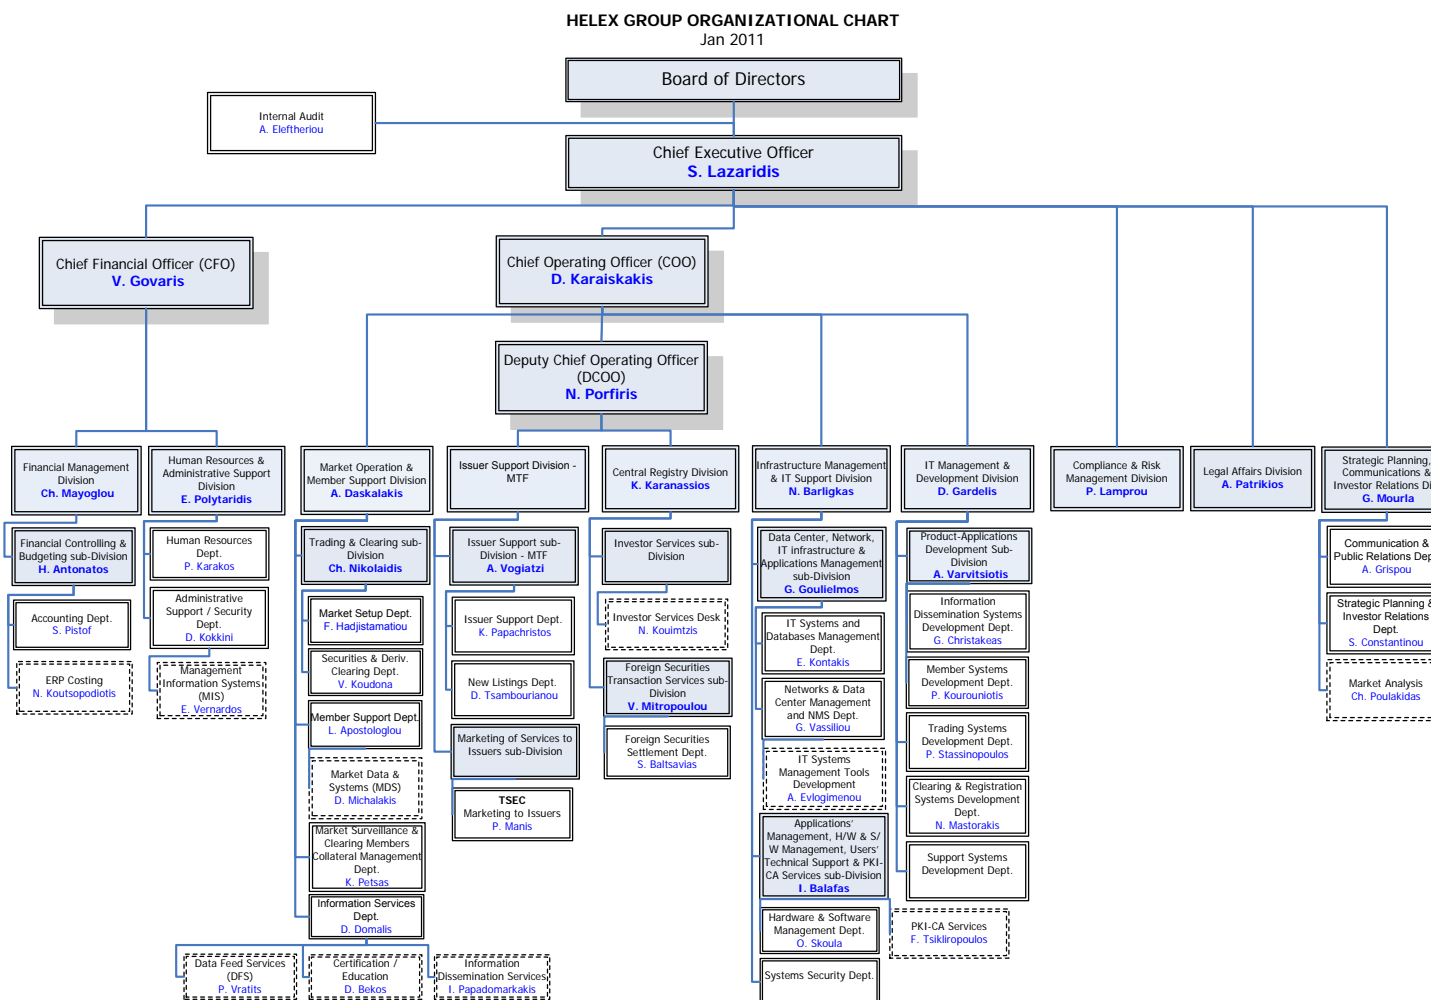 HELEX GROUP ORGANIZATIONAL CHART
Jan 2011
Board of Directors
Internal Audit
A. Eleftheriou
Chief Executive Officer
S. Lazaridis
Chief Financial Officer (CFO)
V. Govaris
Chief Operating Officer (COO)
D. Karaiskakis
Deputy Chief Operating Officer
(DCOO)
N. Porfiris
Financial Management
Division
Ch. Mayoglou
Human Resources &
Administrative Support
Division
E. Polytaridis
Market Operation &
Member Support Division
A. Daskalakis
Issuer Support Division -
MTF
Central Registry Division
K. Karanassios
Infrastructure Management
& IT Support Division
N. Barligkas
IT Management &
Development Division
D. Gardelis
Compliance & Risk
Management Division
P. Lamprou
Legal Affairs Division
A. Patrikios
Strategic Planning,
Communications &
Investor Relations Di
G. Mourla
Financial Controlling &
Budgeting sub-Division
H. Antonatos
Accounting Dept.
S. Pistof
ERP Costing
N. Koutsopodiotis
Human Resources
Dept.
P. Karakos
Administrative
Support / Security
Dept.
D. Kokkini
Management
Information Systems
(MIS)
E. Vernardos
Trading & Clearing sub-
Division
Ch. Nikolaidis
Market Setup Dept.
F. Hadjistamatiou
Securities & Deriv.
Clearing Dept.
V. Koudona
Member Support Dept.
L. Apostologlou
Market Data &
Systems (MDS)
D. Michalakis
Market Surveillance &
Clearing Members
Collateral Management
Dept.
K. Petsas
Information Services
Dept.
D. Domalis
Data Feed Services
(DFS)
P. Vratits
Certification /
Education
D. Bekos
Information
Dissemination Services
I. Papadomarkakis
Issuer Support sub-
Division - MTF
A. Vogiatzi
Issuer Support Dept.
K. Papachristos
New Listings Dept.
D. Tsambourianou
Marketing of Services to
Issuers sub-Division
TSEC
Marketing to Issuers
P. Manis
Investor Services sub-
Division
Investor Services Desk
N. Kouimtzis
Foreign Securities
Transaction Services sub-
Division
V. Mitropoulou
Foreign Securities
Settlement Dept.
S. Baltsavias
Data Center, Network,
IT infrastructure &
Applications Management
sub-Division
G. Goulielmos
IT Systems and
Databases Management
Dept.
E. Kontakis
Networks & Data
Center Management
and NMS Dept.
G. Vassiliou
IT Systems
Management Tools
Development
A. Evlogimenou
Applications'
Management, H/W & S/
W Management, Users'
Technical Support & PKI-
CA Services sub-Division
I. Balafas
Hardware & Software
Management Dept.
O. Skoula
Systems Security Dept.
PKI-CA Services
F. Tsikliropoulos
Product-Applications
Development Sub-
Division
A. Varvitsiotis
Information
Dissemination Systems
Development Dept.
G. Christakeas
Member Systems
Development Dept.
P. Kourouniotis
Trading Systems
Development Dept.
P. Stassinopoulos
Clearing & Registration
Systems Development
Dept.
N. Mastorakis
Support Systems
Development Dept.
Communication &
Public Relations Dep
A. Grispou
Strategic Planning &
Investor Relations
Dept.
S. Constantinou
Market Analysis
Ch. Poulakidas